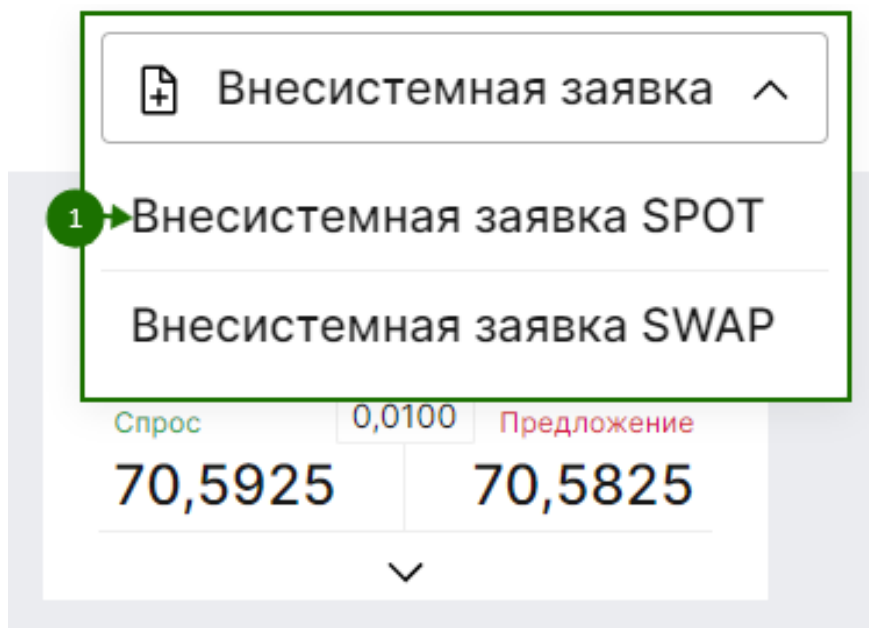 Внесистемная заявка
1 Внесистемная заявка SPOT
Внесистемная заявка SWAP
Спрос 0,0100 Предложение
70,5925 70,5825